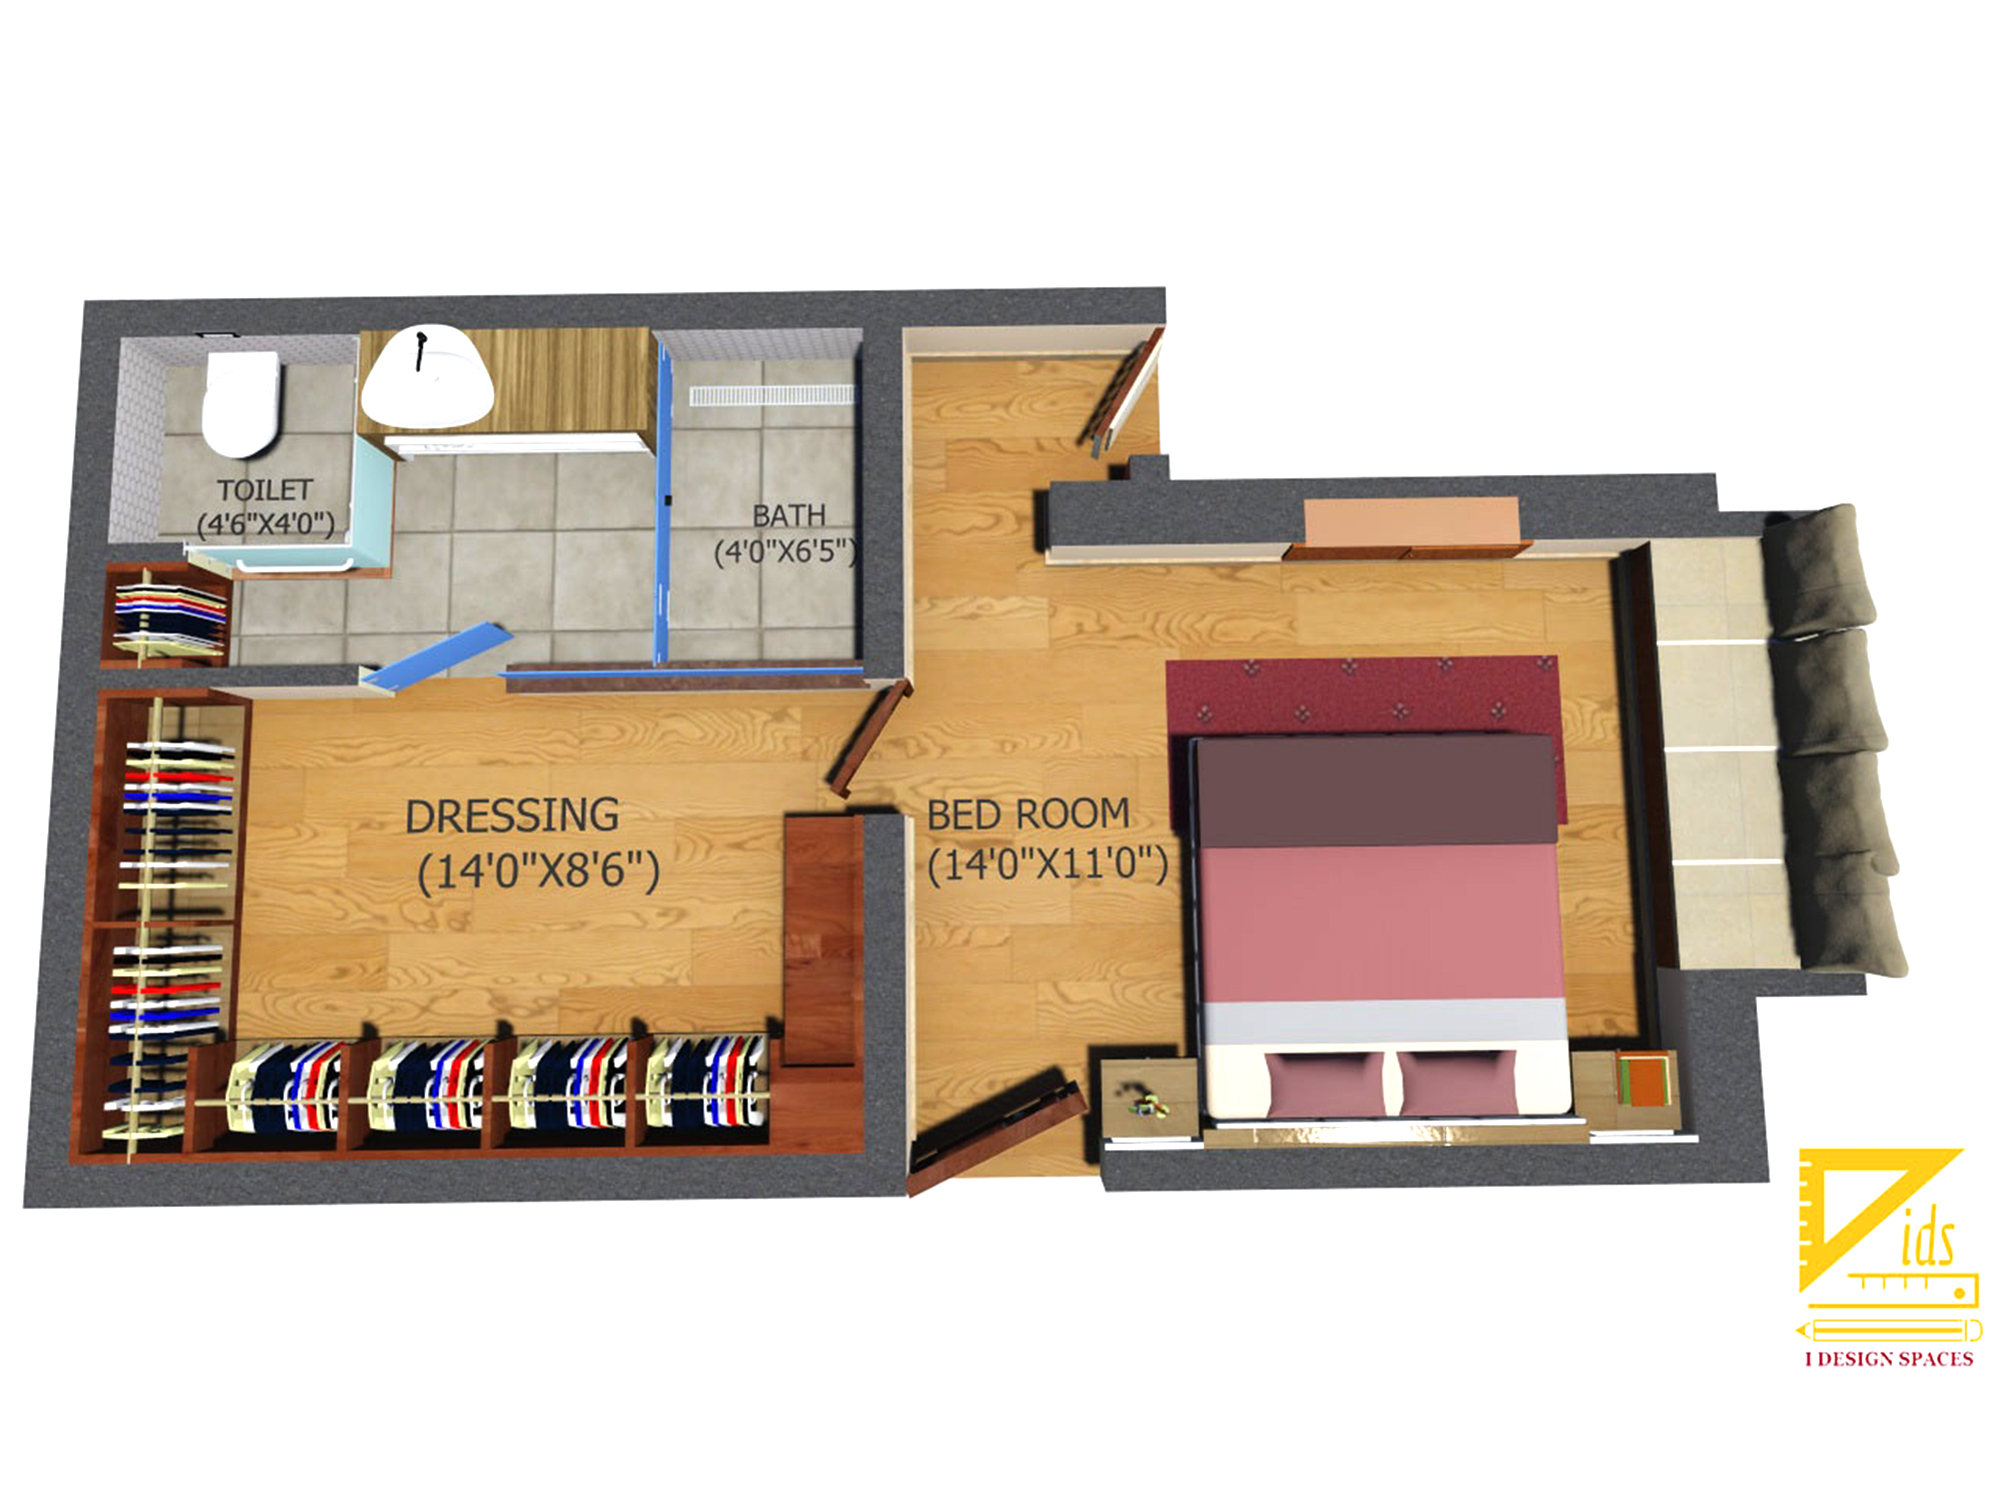 TOILET
(4'6"X4'0")
BATH
(4'0"X6'5")
DRESSING
(14'0"X8'6")
BED ROOM
(14'0"X11'0")
ids
I DESIGN SPACES